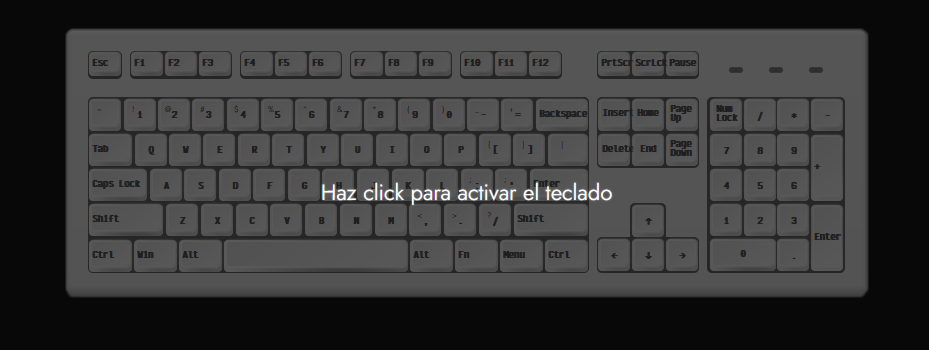 Esc F1 F2 F3 F4 F5 F6 F7 F8 F9 F10 F11 F12 PrtScr ScrLck Pause
~ ! 1 @ 2 # 3 $ 4 % 5 ^ 6 & 7 * 8 ( 9 ) 0 - = Backspace Insert Home Page Up Num Lock / * -
Tab Q W E R T Y U I O P { [ } ] | Delete End Page Down 7 8 9 +
Caps Lock A S D F G H J K L Enter 4 5 6
Haz click para activar el teclado
Shift Z X C V B N M < , > . ? / Shift ↑ 1 2 3 Enter
Ctrl Win Alt Alt Fn Menu Ctrl ← ↓ → 0 .